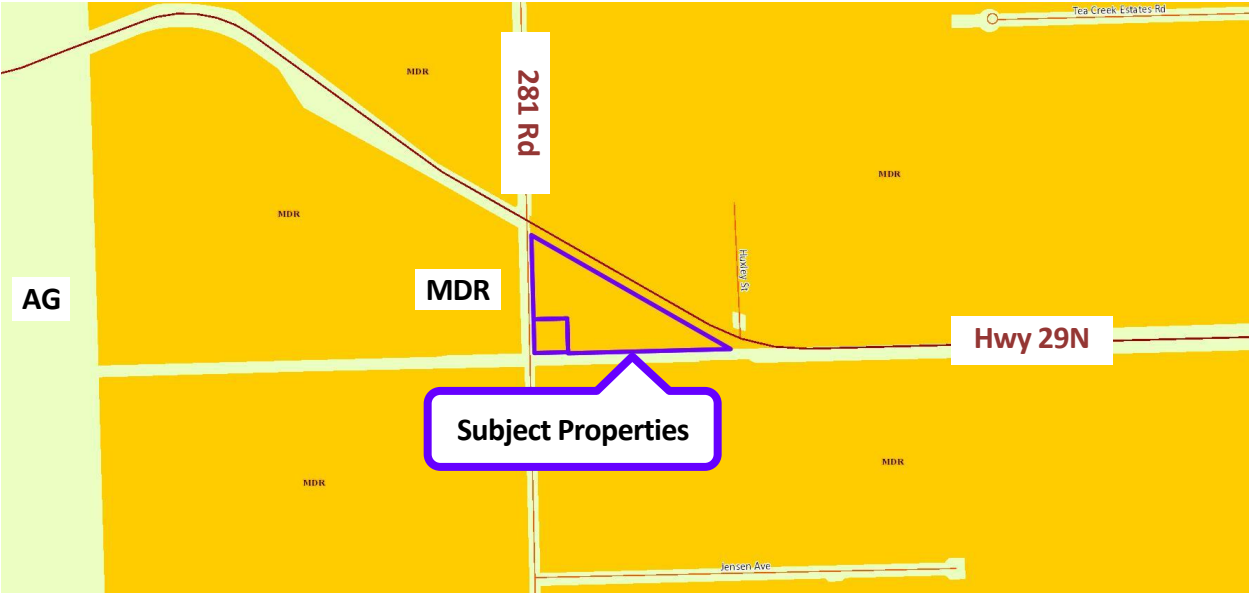 Tea Creek Estates Rd
MDR
281 Rd
MDR
MDR
Huxley St
AG
MDR
Hwy 29N
Subject Properties
MDR
MDR
Jensen Ave